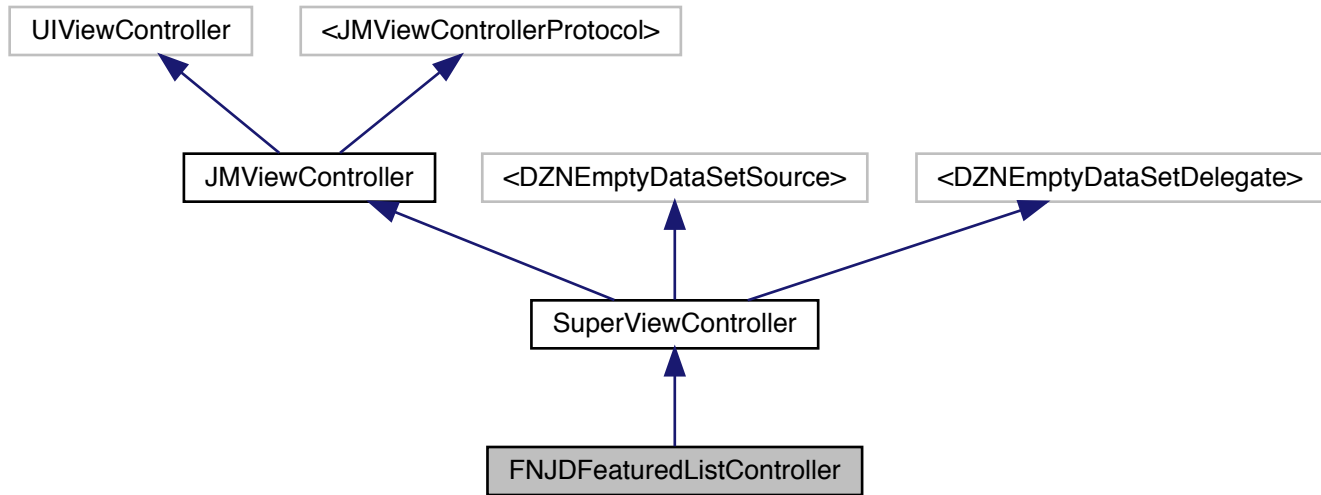 UIViewController
<JMViewControllerProtocol>
JMViewController
<DZNEmptyDataSetSource>
<DZNEmptyDataSetDelegate>
SuperViewController
FNJDFeaturedListController